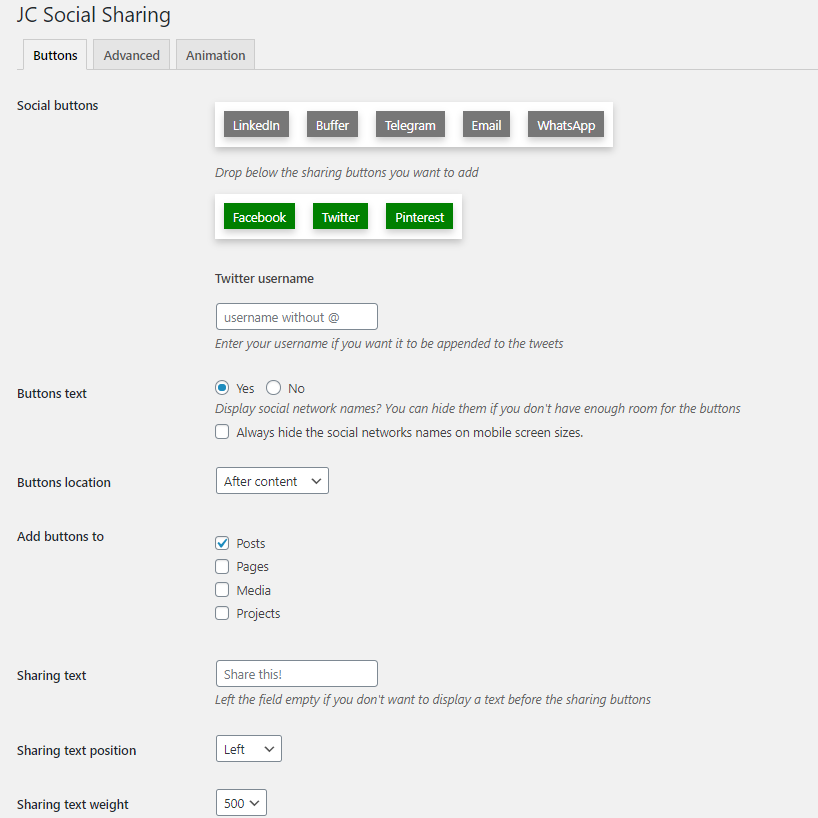 JC Social Sharing
Buttons Advanced Animation
Social buttons
LinkedIn Buffer Telegram Email WhatsApp
Drop below the sharing buttons you want to add
Facebook Twitter Pinterest
Twitter username
username without @
Enter your username if you want it to be appended to the tweets
Buttons text
Yes No
Display social network names? You can hide them if you don't have enough room for the buttons
Always hide the social networks names on mobile screen sizes.
Buttons location
After content
Add buttons to
Posts
Pages
Media
Projects
Sharing text
Share this!
Left the field empty if you don't want to display a text before the sharing buttons
Sharing text position
Left
Sharing text weight
500